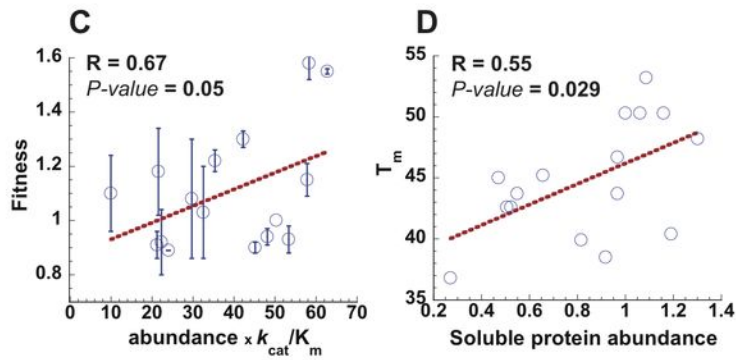 C
R = 0.67
P-value = 0.05
Fitness
1.6
1.4
1.2
1
0.8
0 10 20 30 40 50 60 70
abundance x kcat/Km
D
R = 0.55
P-value = 0.029
Tm
55
50
45
40
35
0.2 0.4 0.6 0.8 1 1.2 1.4
Soluble protein abundance